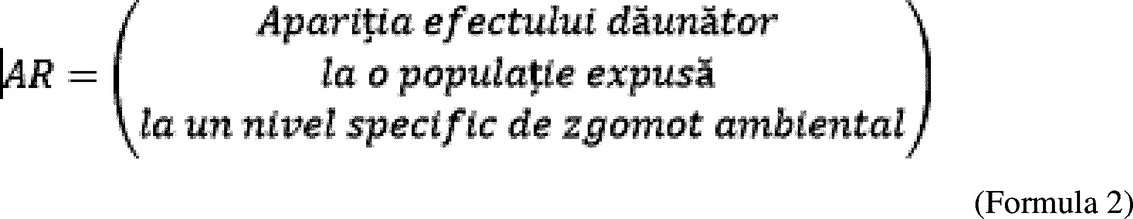 Apariția efectului dăunător
AR = ( la o populație expusă )
la un nivel specific de zgomot ambiental
(Formula 2)